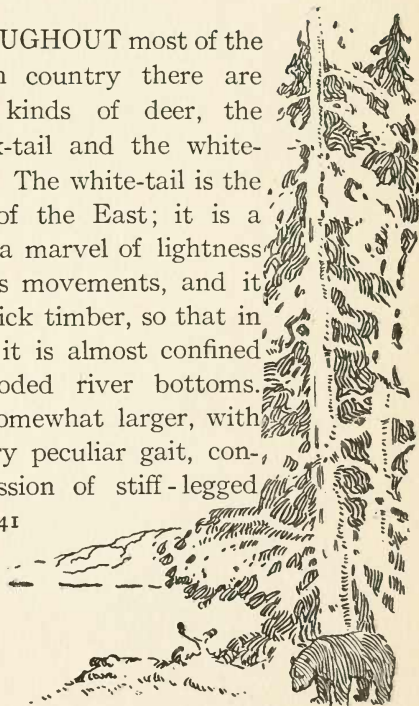 UGHOUT most of the
n country there are
kinds of deer, the
-tail and the white-
The white-tail is the
of the East; it is a
a marvel of lightness
s movements, and it
ick timber, so that in
it is almost confined
oded river bottoms.
omewhat larger, with
ry peculiar gait, con-
ssion of stiff-legged
41